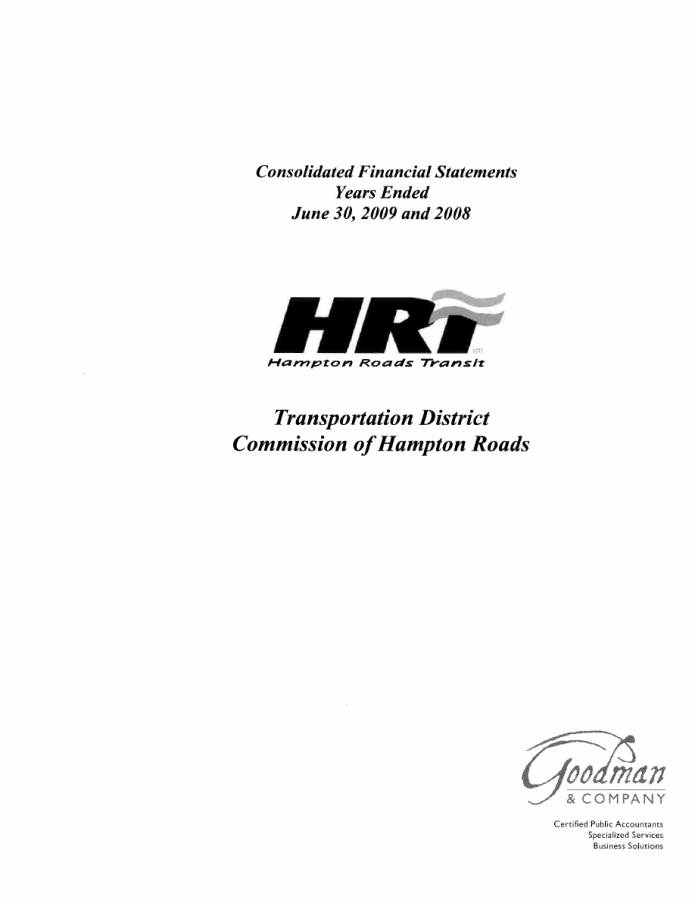 Consolidated Financial Statements
Years Ended
June 30, 2009 and 2008
HRT
Hampton Roads Transit
Transportation District
Commission of Hampton Roads
Goodman
& COMPANY
Certified Public Accountants
Specialized Services
Business Solutions